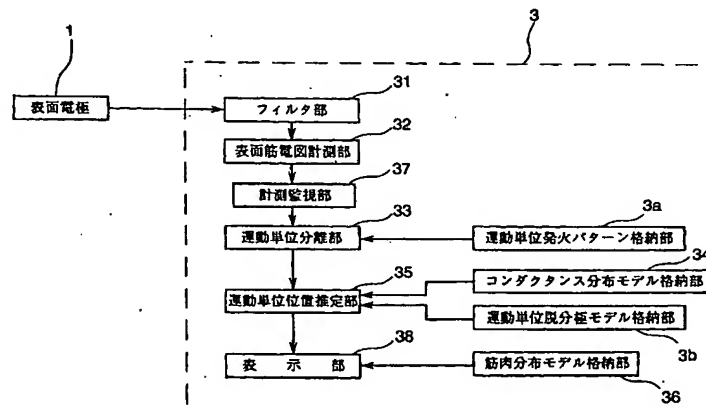 1
3
表面電極
31
フィルタ部
32
表面筋電図計測部
37
計測監視部
33
運動単位分離部
3a
運動単位発火パターン格納部
34
コンダクタンス分布モデル格納部
35
運動単位位置推定部
運動単位脱分極モデル格納部
3b
38
表示部
筋肉分布モデル格納部
36